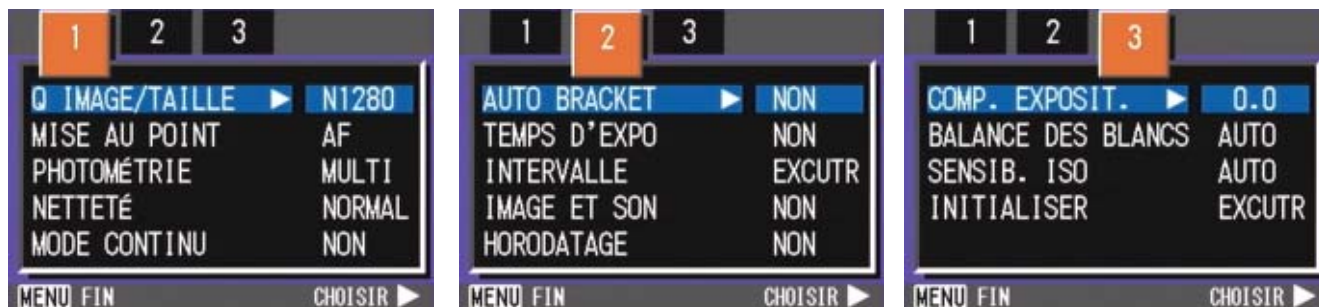 1 2 3
Q IMAGE/TAILLE ▶ N1280
MISE AU POINT AF
PHOTOMÉTRIE MULTI
NETTETÉ NORMAL
MODE CONTINU NON
MENU FIN CHOISIR ▶
1 2 3
AUTO BRACKET ▶ NON
TEMPS D'EXPO NON
INTERVALLE EXCUTR
IMAGE ET SON NON
HORODATAGE NON
MENU FIN CHOISIR ▶
1 2 3
COMP. EXPOSIT. ▶ 0.0
BALANCE DES BLANCS AUTO
SENSIB. ISO AUTO
INITIALISER EXCUTR
MENU FIN CHOISIR ▶